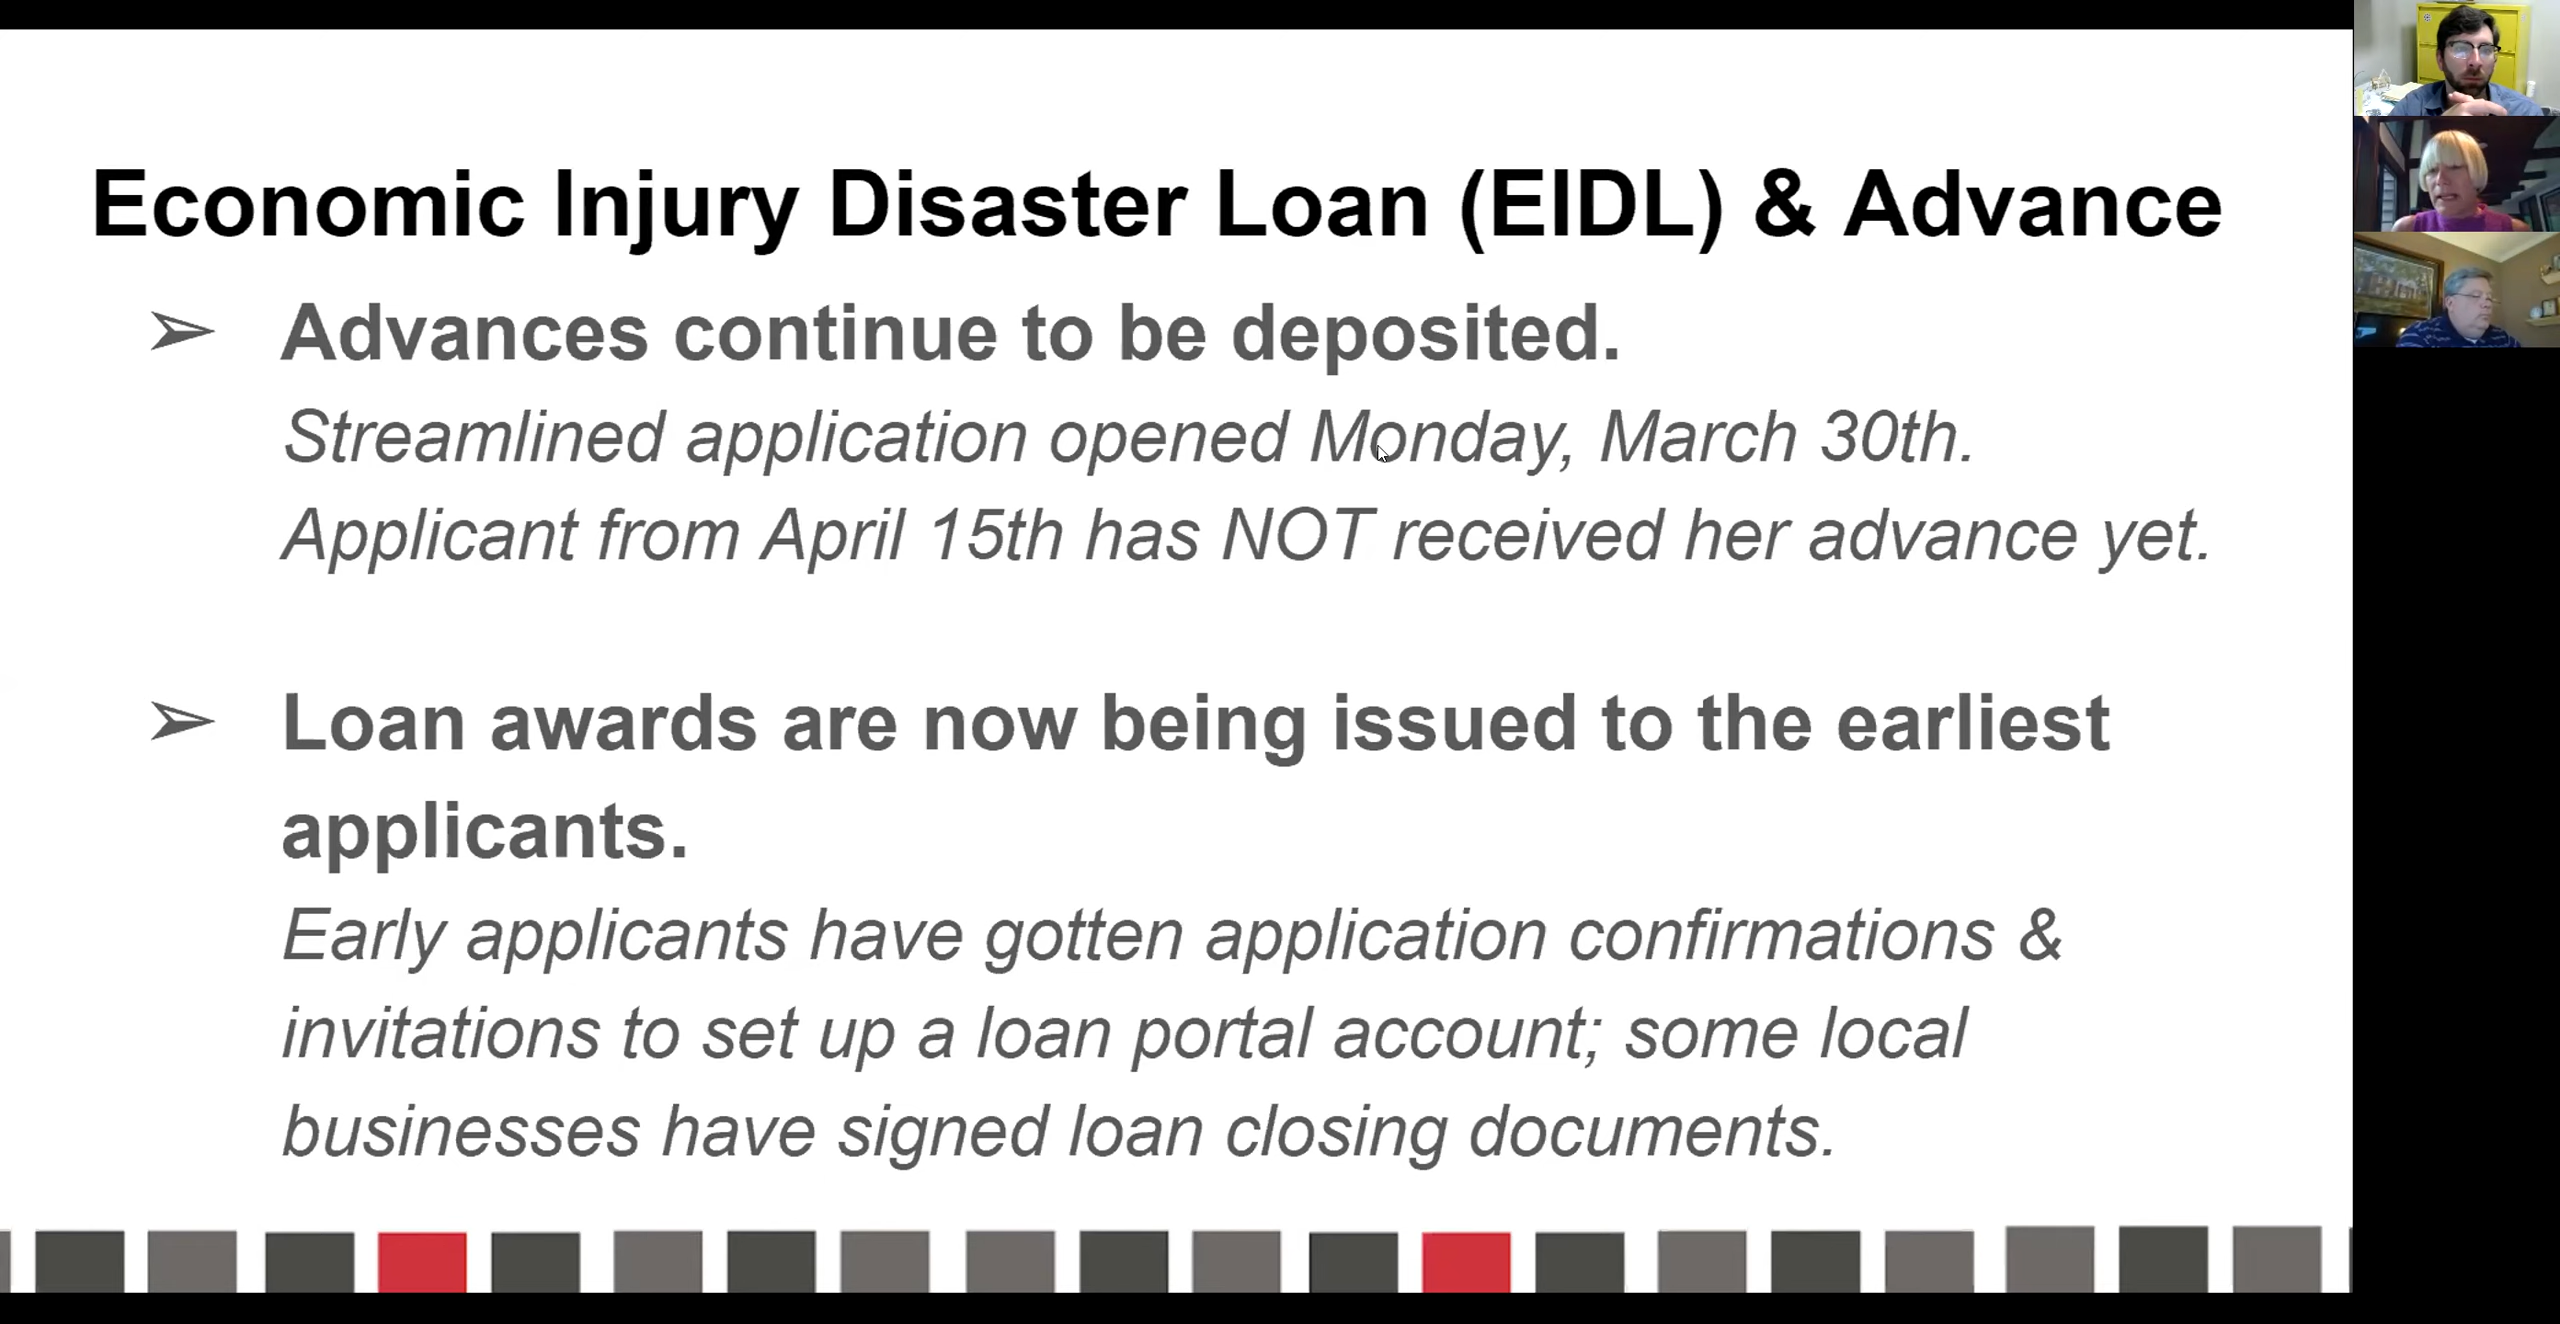 Economic Injury Disaster Loan (EIDL) & Advance
➢ Advances continue to be deposited.
Streamlined application opened Monday, March 30th.
Applicant from April 15th has NOT received her advance yet.
➢ Loan awards are now being issued to the earliest
applicants.
Early applicants have gotten application confirmations &
invitations to set up a loan portal account; some local
businesses have signed loan closing documents.